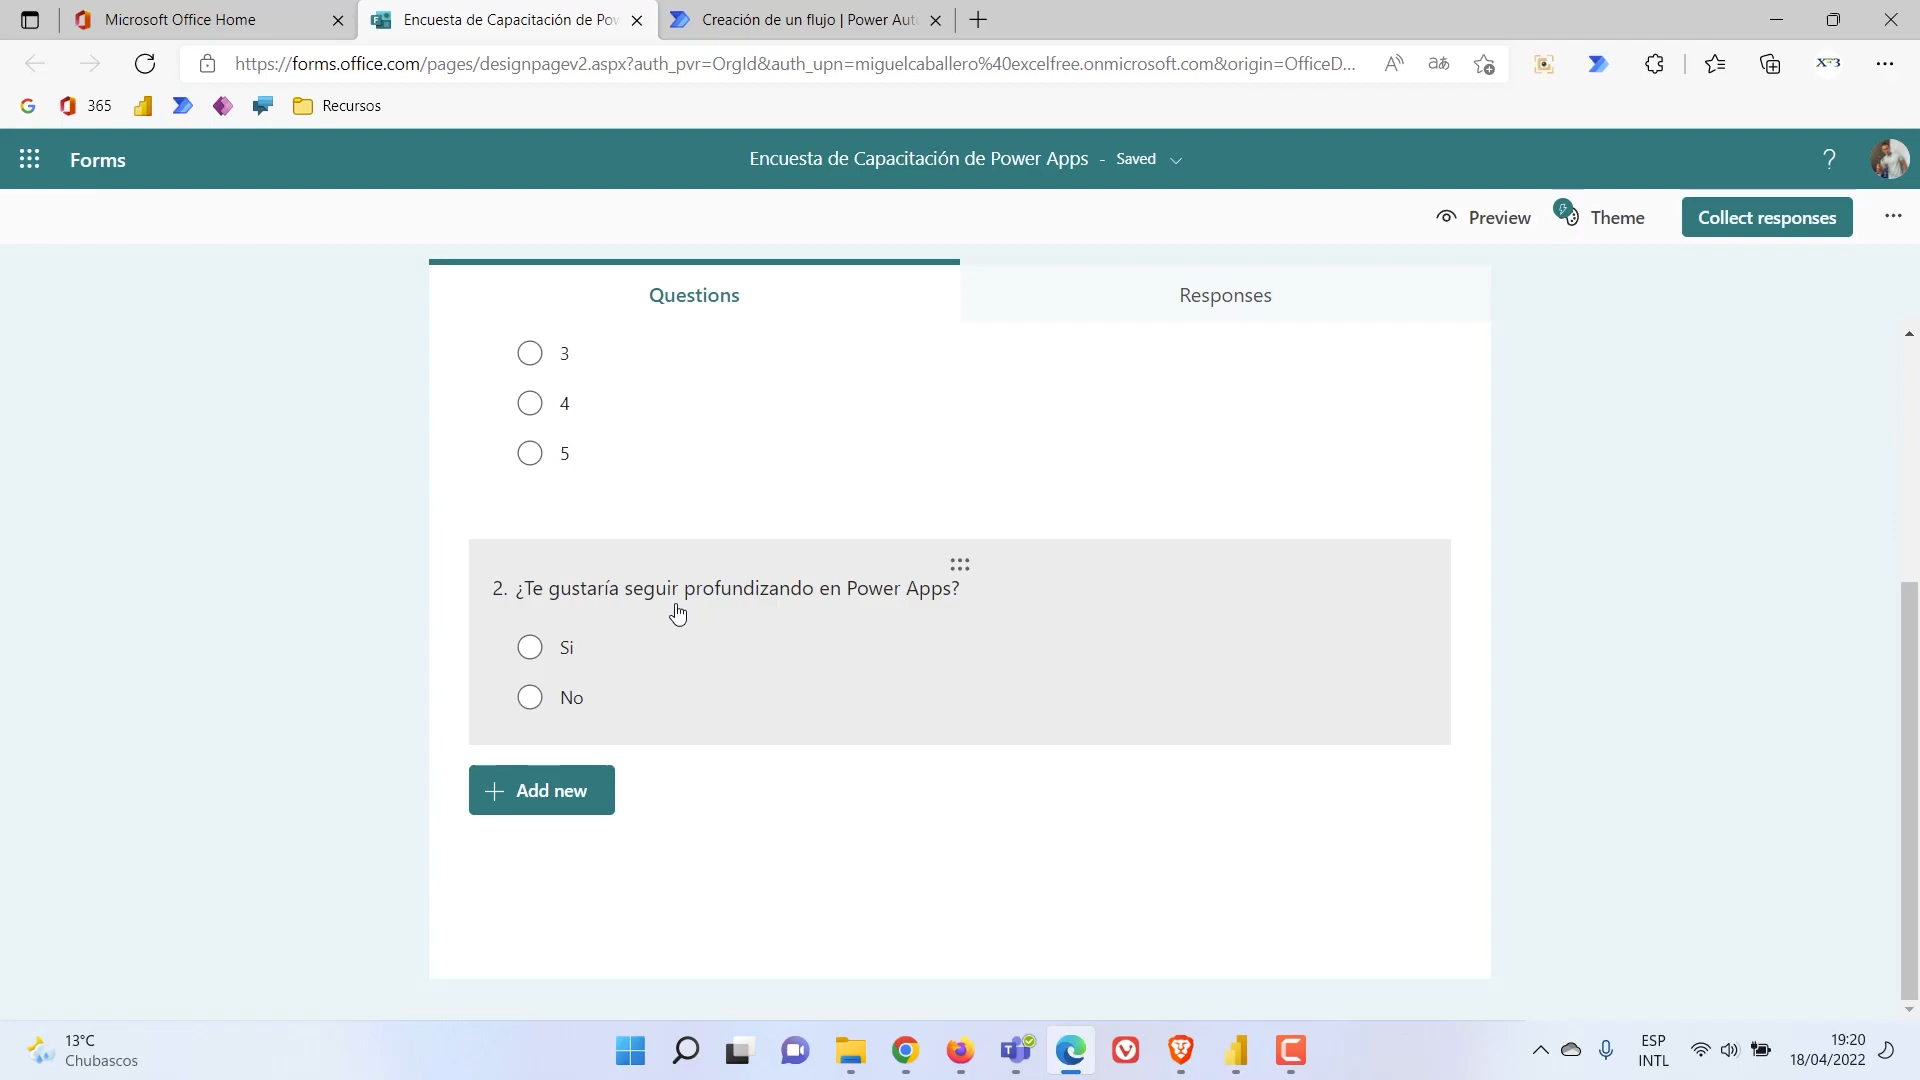 Microsoft Office Home
Encuesta de Capacitación de Pow
Creación de un flujo | Power Aut
https://forms.office.com/pages/designpagev2.aspx?auth_pvr=OrgId&auth_upn=miguelcaballero%40excelfree.onmicrosoft.com&origin=OfficeD...
365
Recursos
Forms
Encuesta de Capacitación de Power Apps - Saved
?
Preview
Theme
Collect responses
Questions
Responses
3
4
5
2. ¿Te gustaría seguir profundizando en Power Apps?
Si
No
Add new
13°C
Chubascos
ESP
INTL
19:20
18/04/2022